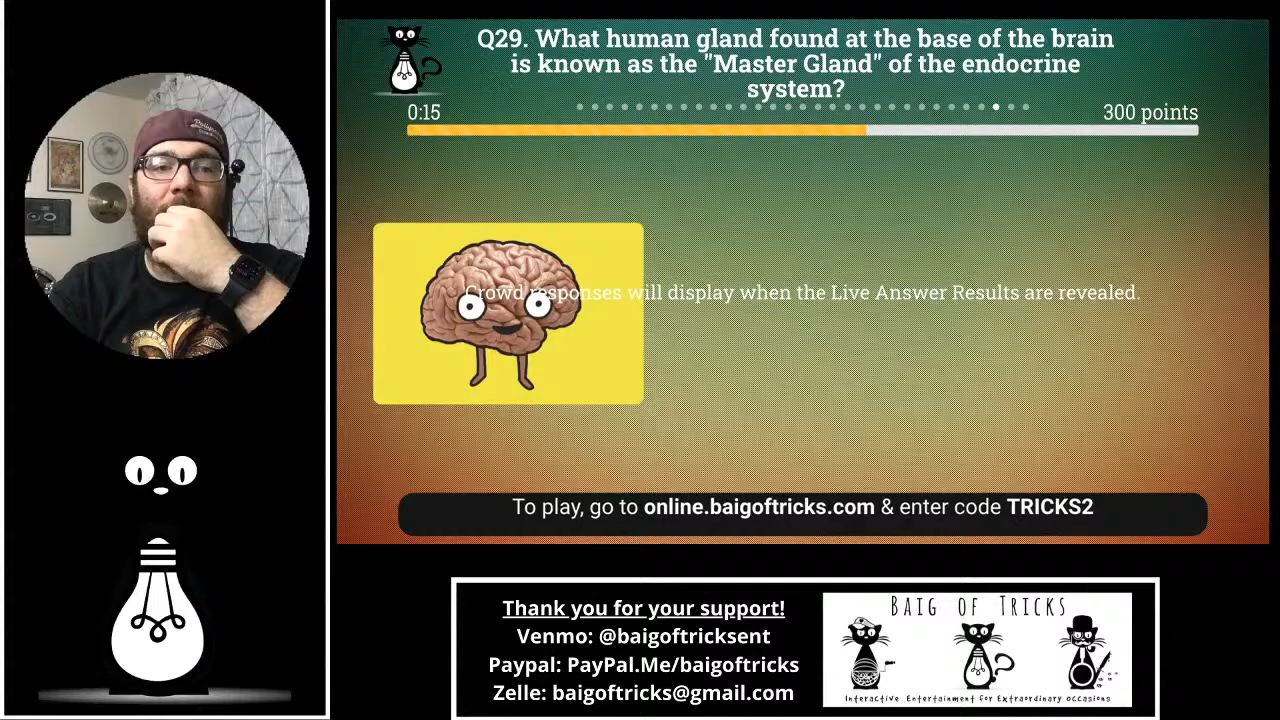 Q29. What human gland found at the base of the brain
is known as the "Master Gland" of the endocrine
system?
0:15
300 points
Crowd responses will display when the Live Answer Results are revealed.
To play, go to online.baigoftricks.com & enter code TRICKS2
Thank you for your support!
Venmo: @baigoftricksent
Paypal: PayPal.Me/baigoftricks
Zelle: baigoftricks@gmail.com
BAIG OF TRICKS
Interactive Entertainment for Extraordinary occasions